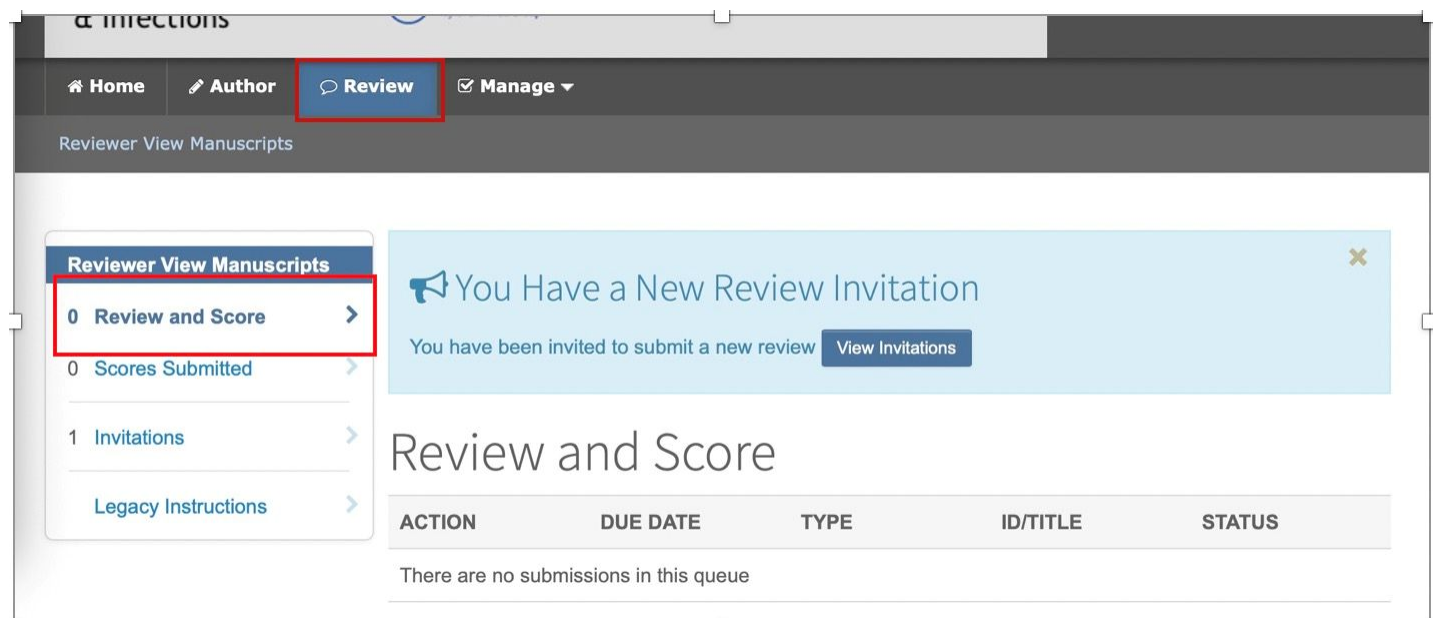 & Infections
Home Author Review Manage
Reviewer View Manuscripts
Reviewer View Manuscripts
0 Review and Score
0 Scores Submitted
1 Invitations
Legacy Instructions
You Have a New Review Invitation
You have been invited to submit a new review View Invitations
Review and Score
ACTION DUE DATE TYPE ID/TITLE STATUS
There are no submissions in this queue